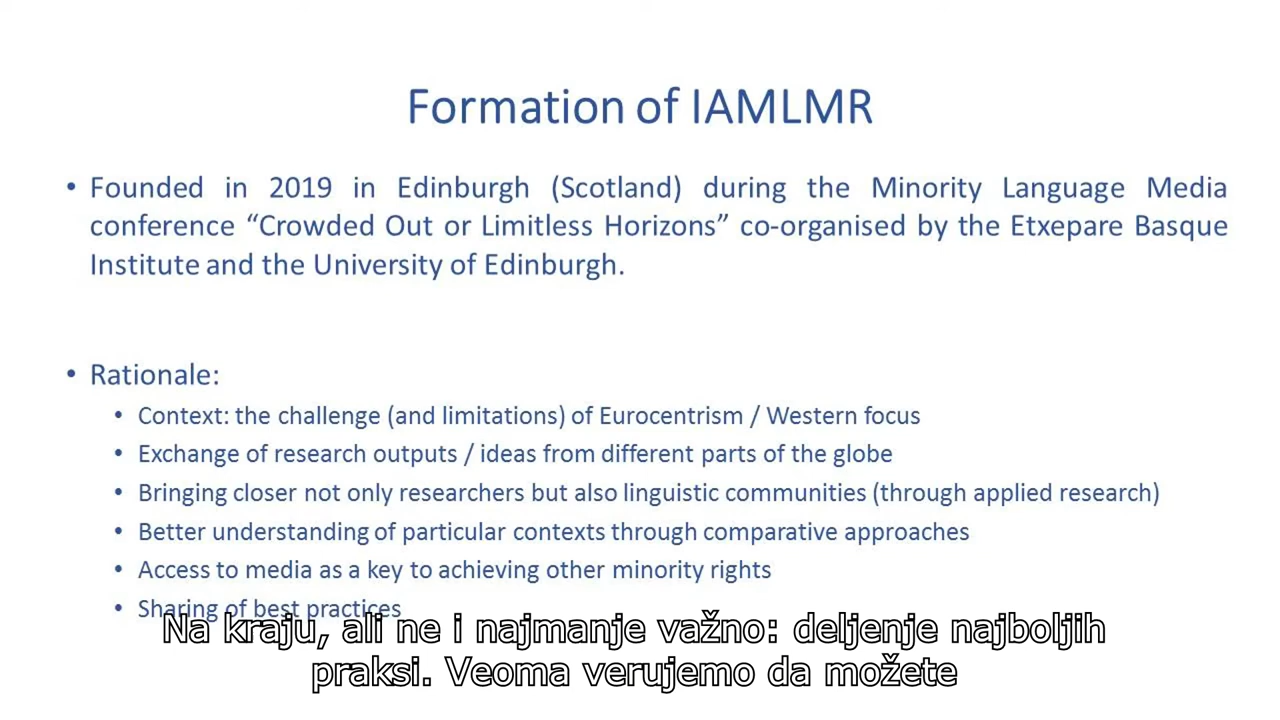 Formation of IAMLMR
• Founded in 2019 in Edinburgh (Scotland) during the Minority Language Media
conference “Crowded Out or Limitless Horizons” co-organised by the Etxepare Basque
Institute and the University of Edinburgh.
• Rationale:
• Context: the challenge (and limitations) of Eurocentrism / Western focus
• Exchange of research outputs / ideas from different parts of the globe
• Bringing closer not only researchers but also linguistic communities (through applied research)
• Better understanding of particular contexts through comparative approaches
• Access to media as a key to achieving other minority rights
• Sharing of best practices
Na kraju, ali ne i najmanje važno: deljenje najboljih
praksi. Veoma verujemo da možete